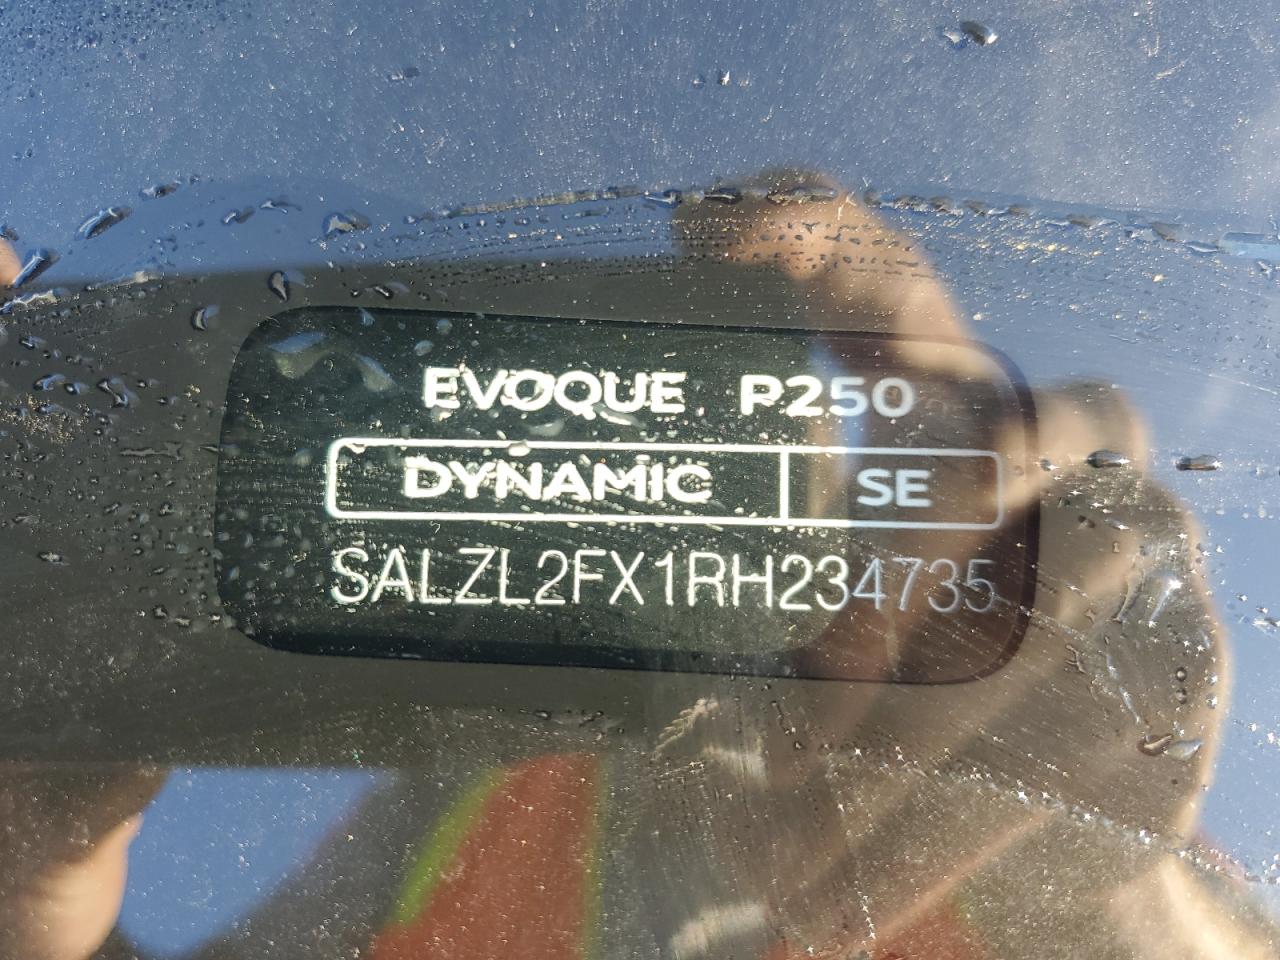 EVOQUE P250
DYNAMIC SE
SALZL2FX1RH234735